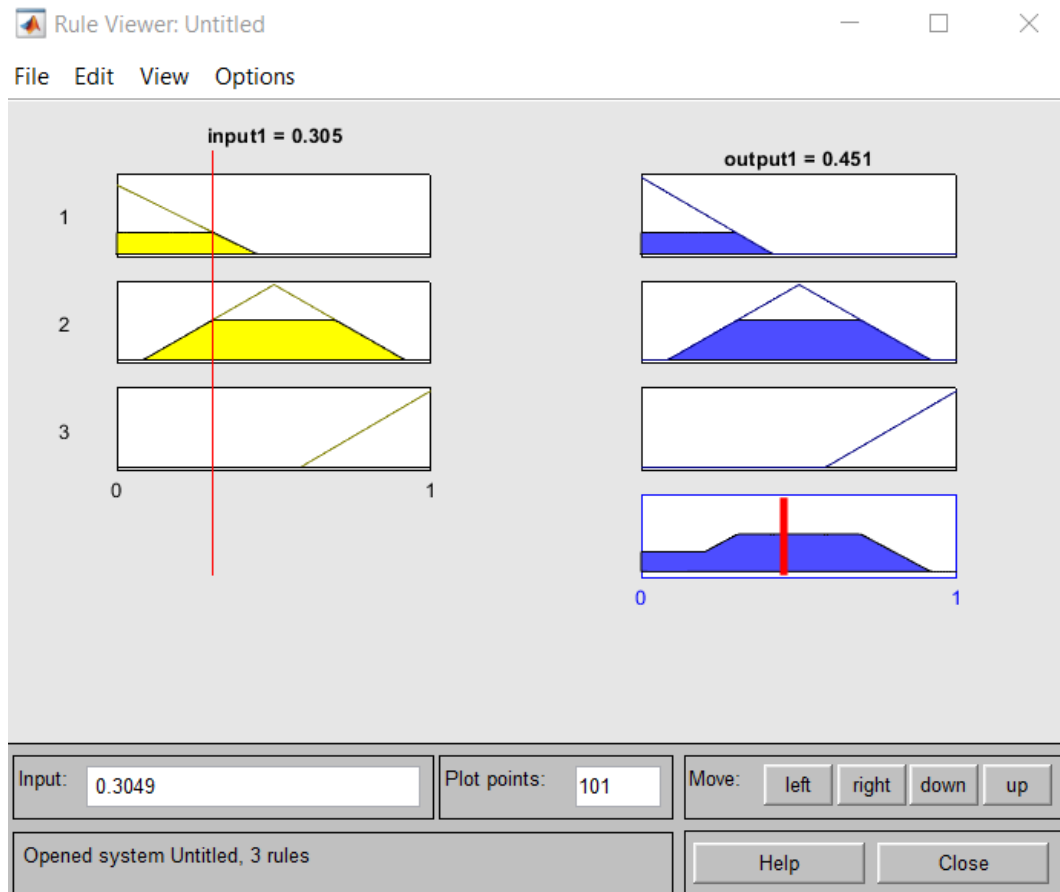 Rule Viewer: Untitled
File Edit View Options
input1 = 0.305
output1 = 0.451
1
2
3
0 1
0 1
Input: 0.3049 Plot points: 101 Move: left right down up
Opened system Untitled, 3 rules Help Close